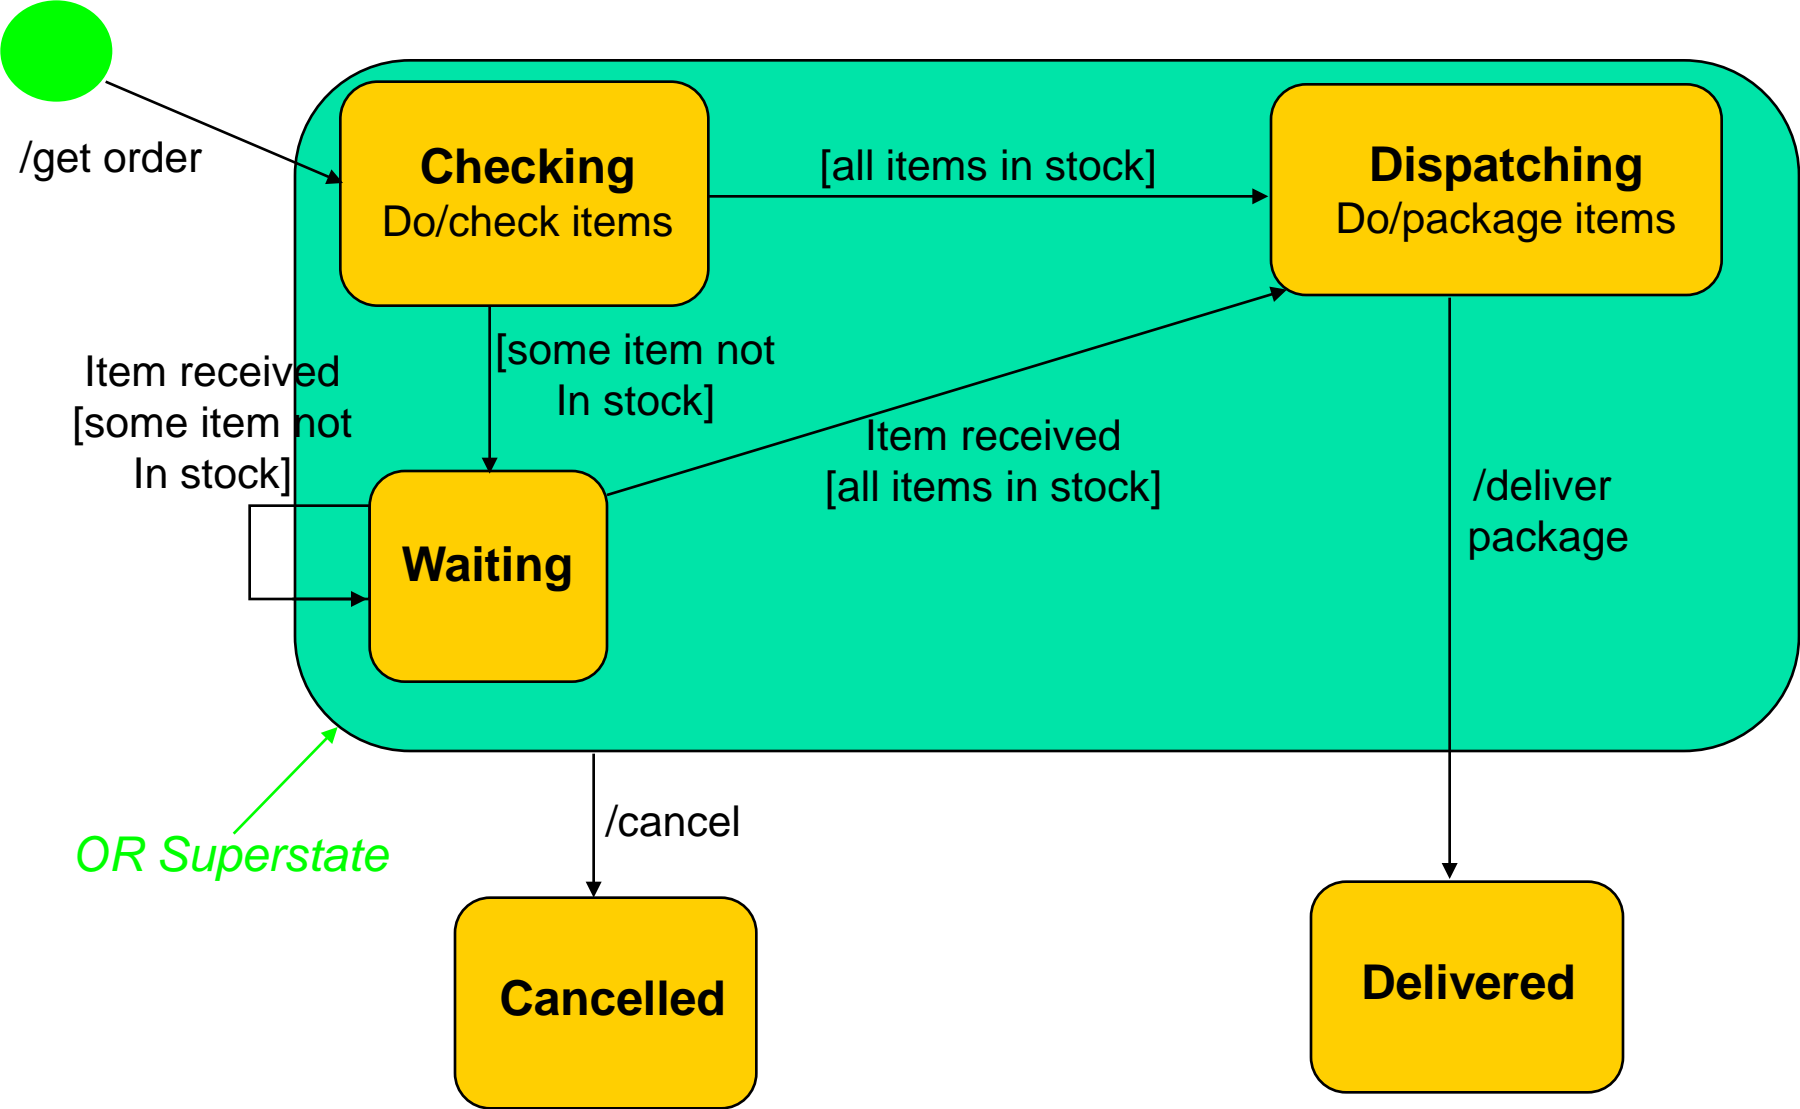 /get order
Checking
Do/check items
[all items in stock]
Dispatching
Do/package items
Item received
[some item not
In stock]
[some item not
In stock]
Item received
[all items in stock]
/deliver
package
Waiting
OR Superstate
/cancel
Cancelled
Delivered